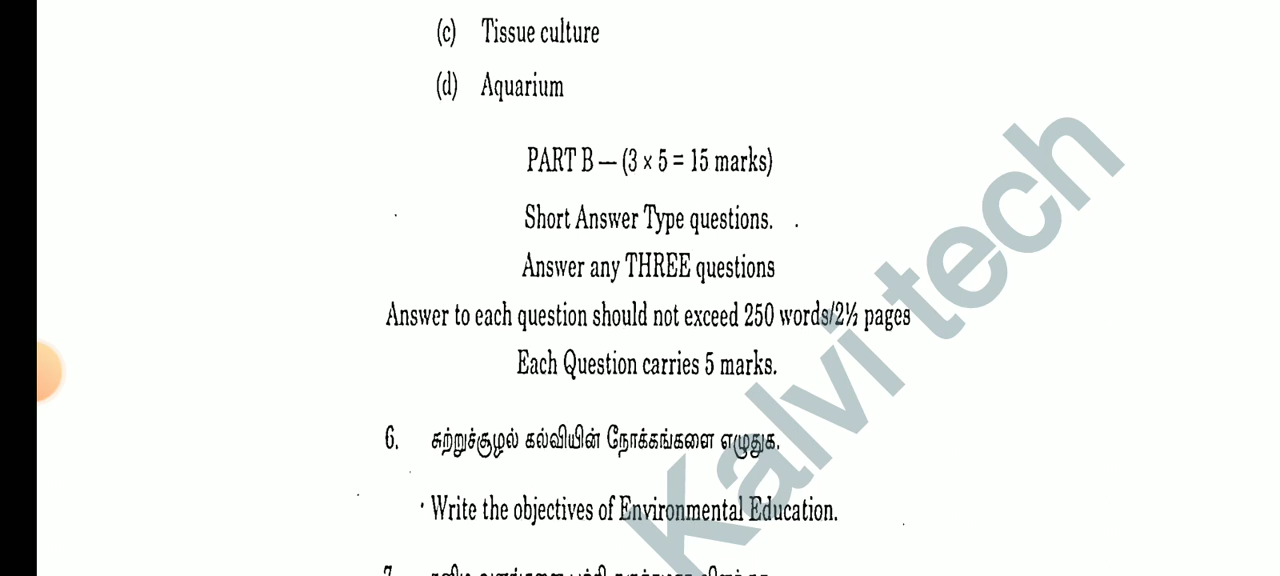 (c) Tissue culture
(d) Aquarium
PART B — (3 × 5 = 15 marks)
Short Answer Type questions.
Answer any THREE questions
Answer to each question should not exceed 250 words/2½ pages
Each Question carries 5 marks.
6. சுற்றுச்சூழல் கல்வியின் நோக்கங்களை எழுதுக.
Write the objectives of Environmental Education.
7.
Kalvi tech